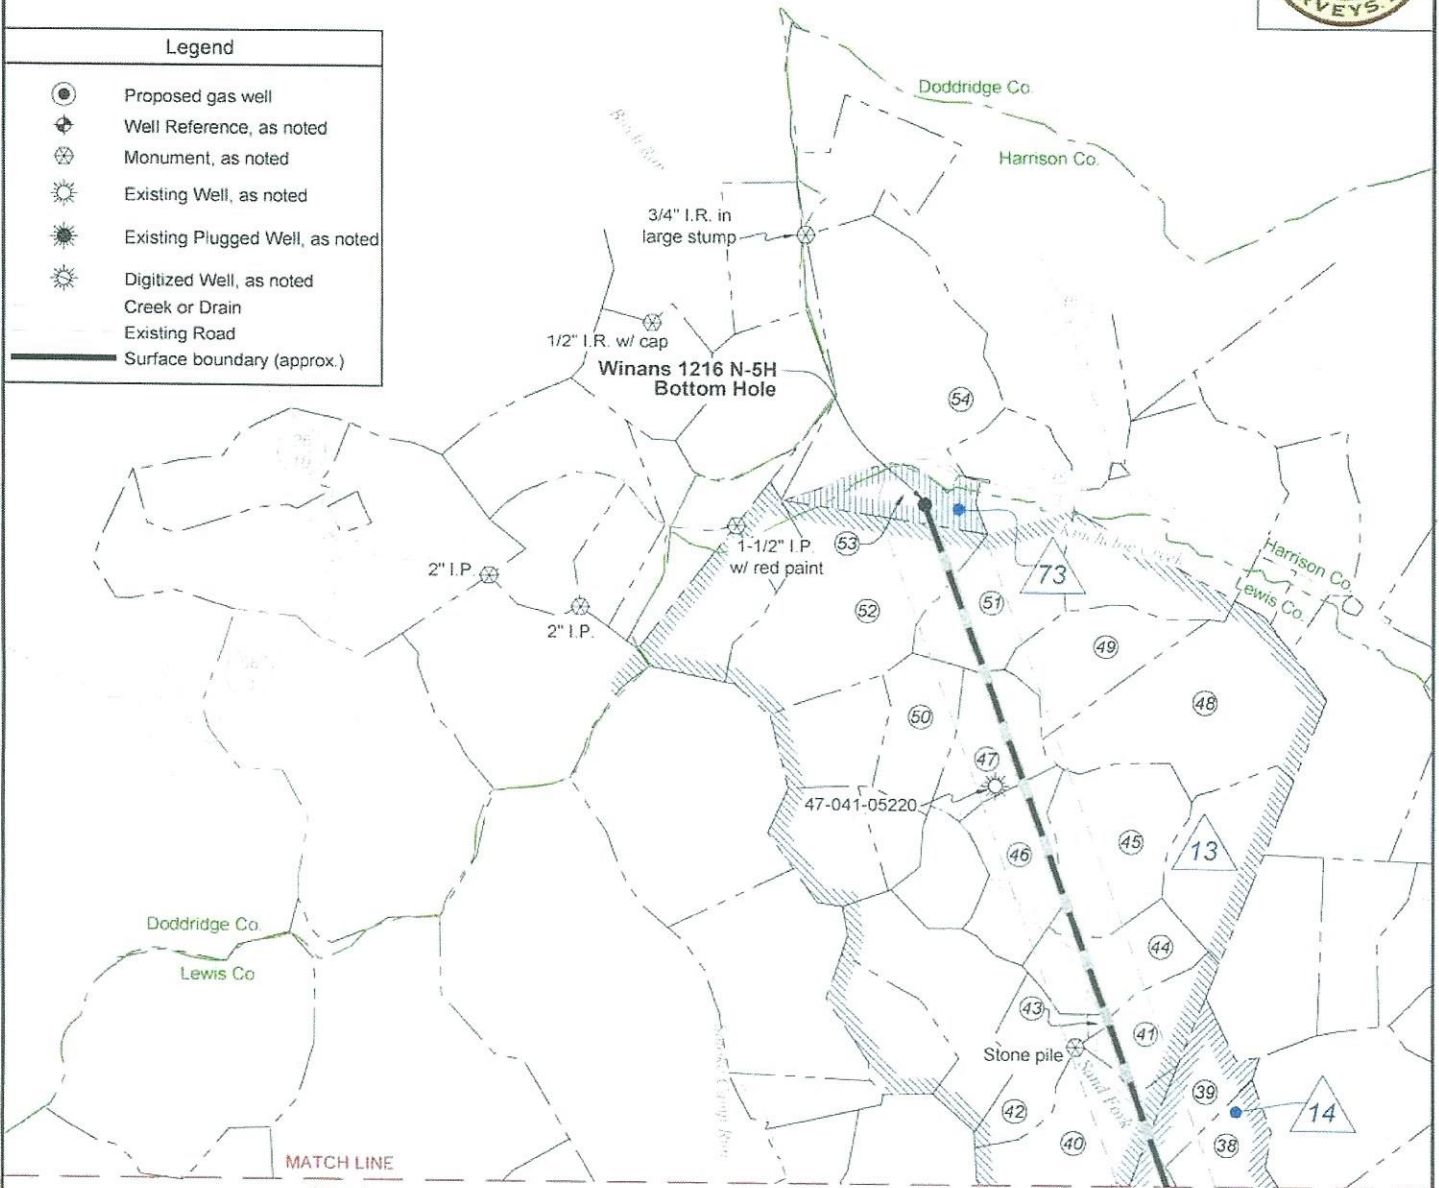 RVEYS.
Legend
Proposed gas well
Well Reference, as noted
Monument, as noted
Existing Well, as noted
Existing Plugged Well, as noted
Digitized Well, as noted
Creek or Drain
Existing Road
Surface boundary (approx.)
Doddridge Co.
Harrison Co.
3/4" I.R. in
large stump
1/2" I.R. w/ cap
Winans 1216 N-5H
Bottom Hole
54
1-1/2" I.P.
w/ red paint
53
73
2" I.P.
2" I.P.
Harrison Co.
Lewis Co.
52
51
49
48
50
47
47-041-05220
46
45
13
44
Doddridge Co.
Lewis Co
43
41
Stone pile
Sand Fork
39
42
14
40
38
MATCH LINE